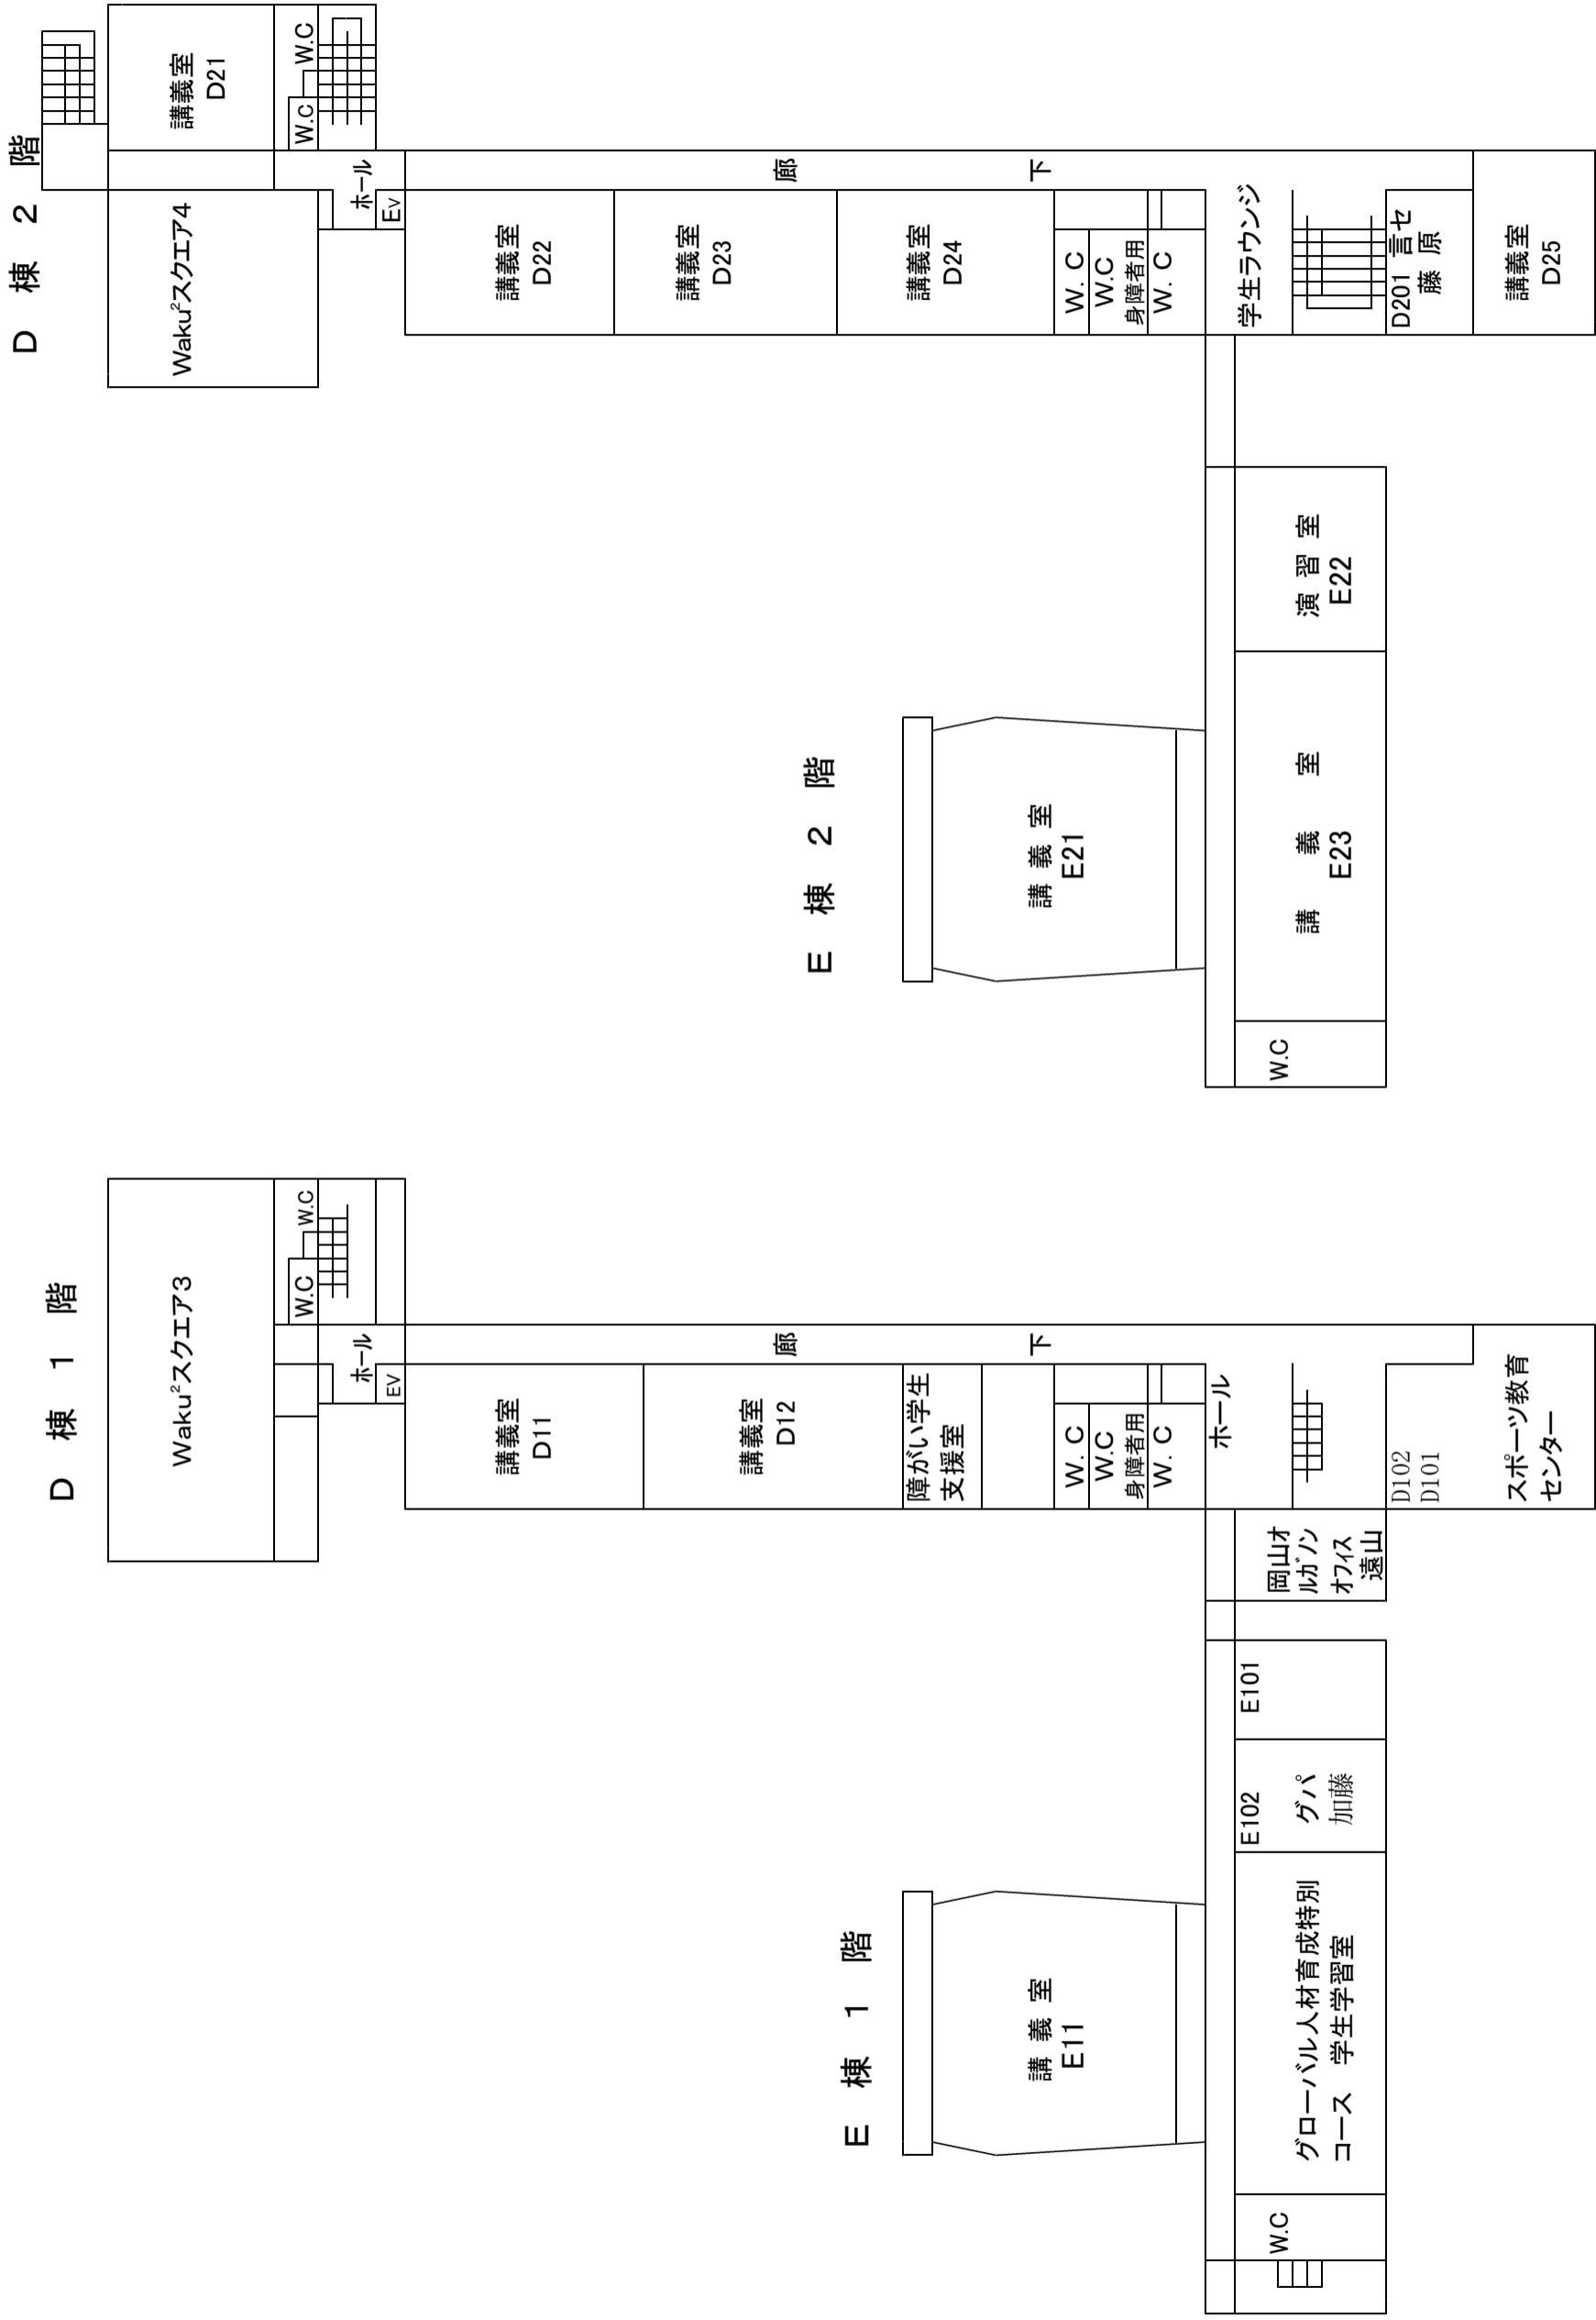 D 棟 1 階
Waku²スクエア3
W.C
W.C
ホール
EV
講義室
D11
講義室
D12
廊 下
障がい学生
支援室
W. C
W.C
身障者用
W. C
ホール
岡山オ
ルガノン
オフィス
遠山
D102
D101
スポーツ教育
センター
E 棟 1 階
講 義 室
E11
E101
E102
グパ
加藤
グローバル人材育成特別
コース 学生学習室
W.C
D 棟 2 階
講義室
D21
Waku²スクエア4
W.C
W.C
ホール
EV
講義室
D22
講義室
D23
講義室
D24
廊 下
W. C
W.C
身障者用
W. C
学生ラウンジ
D201 言セ
藤 原
講義室
D25
E 棟 2 階
講 義 室
E21
演 習 室
E22
講 義 室
E23
W.C